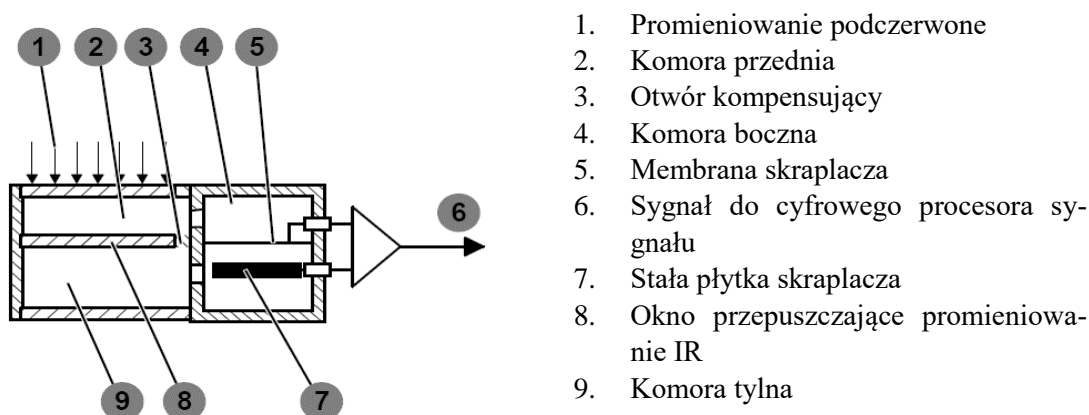 1 2 3 4 5
6
9 8 7
1. Promieniowanie podczerwone
2. Komora przednia
3. Otwór kompensujący
4. Komora boczna
5. Membrana skraplacza
6. Sygnał do cyfrowego procesora sy-
gnału
7. Stała płytka skraplacza
8. Okno przepuszczające promieniowa-
nie IR
9. Komora tylna